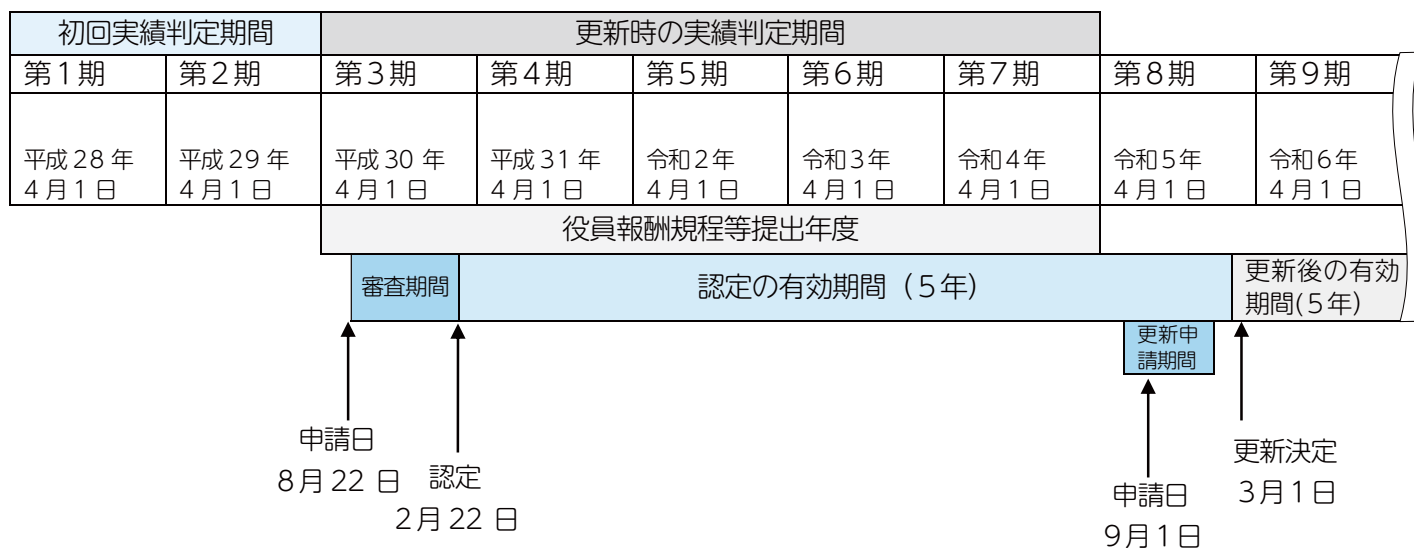 初回実績判定期間
更新時の実績判定期間
第1期
第2期
第3期
第4期
第5期
第6期
第7期
第8期
第9期
平成28年
4月1日
平成29年
4月1日
平成30年
4月1日
平成31年
4月1日
令和2年
4月1日
令和3年
4月1日
令和4年
4月1日
令和5年
4月1日
令和6年
4月1日
役員報酬規程等提出年度
審査期間
認定の有効期間(5年)
更新後の有効
期間(5年)
更新申
請期間
申請日
8月22日
認定
2月22日
申請日
9月1日
更新決定
3月1日